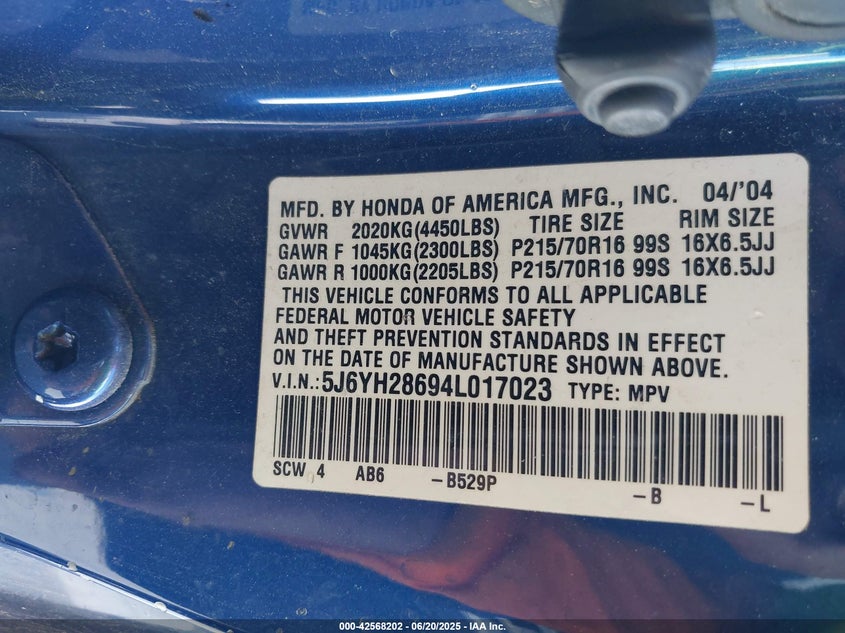 MFD. BY HONDA OF AMERICA MFG., INC. 04/'04
GVWR 2020KG(4450LBS) TIRE SIZE RIM SIZE
GAWR F 1045KG(2300LBS) P215/70R16 99S 16X6.5JJ
GAWR R 1000KG(2205LBS) P215/70R16 99S 16X6.5JJ
THIS VEHICLE CONFORMS TO ALL APPLICABLE
FEDERAL MOTOR VEHICLE SAFETY
AND THEFT PREVENTION STANDARDS IN EFFECT
ON THE DATE OF MANUFACTURE SHOWN ABOVE.
V.I.N.:5J6YH28694L017023 TYPE: MPV
SCW 4 AB6 -B529P -B -L
000-42568202 - 06/20/2025 - IAA Inc.